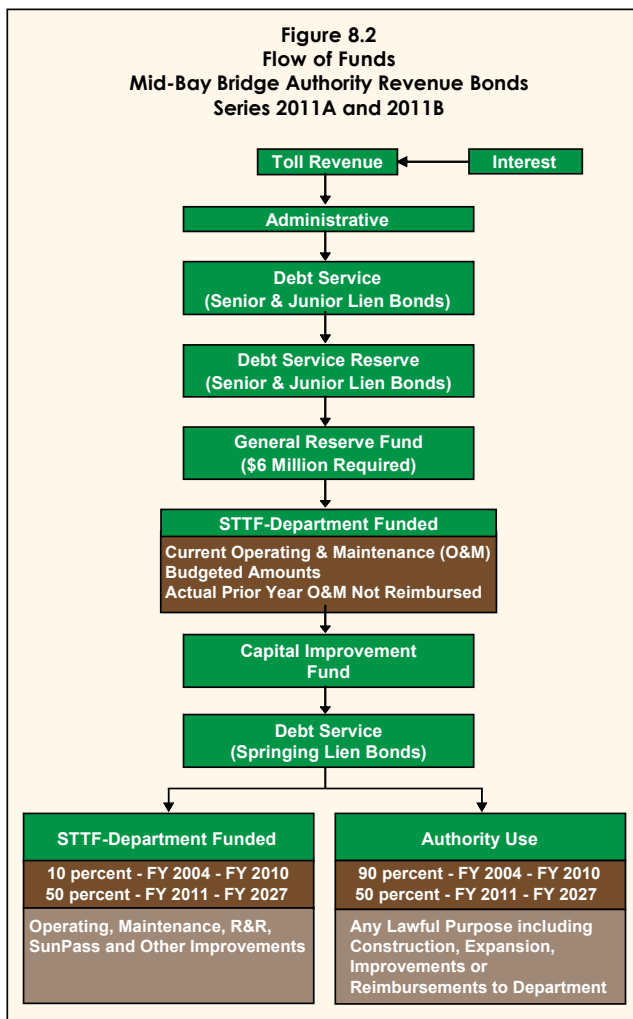 Figure 8.2
Flow of Funds
Mid-Bay Bridge Authority Revenue Bonds
Series 2011A and 2011B
Toll Revenue
Interest
Administrative
Debt Service
(Senior & Junior Lien Bonds)
Debt Service Reserve
(Senior & Junior Lien Bonds)
General Reserve Fund
($6 Million Required)
STTF-Department Funded
Current Operating & Maintenance (O&M)
Budgeted Amounts
Actual Prior Year O&M Not Reimbursed
Capital Improvement
Fund
Debt Service
(Springing Lien Bonds)
STTF-Department Funded
10 percent - FY 2004 - FY 2010
50 percent - FY 2011 - FY 2027
Operating, Maintenance, R&R,
SunPass and Other Improvements
Authority Use
90 percent - FY 2004 - FY 2010
50 percent - FY 2011 - FY 2027
Any Lawful Purpose including
Construction, Expansion,
Improvements or
Reimbursements to Department